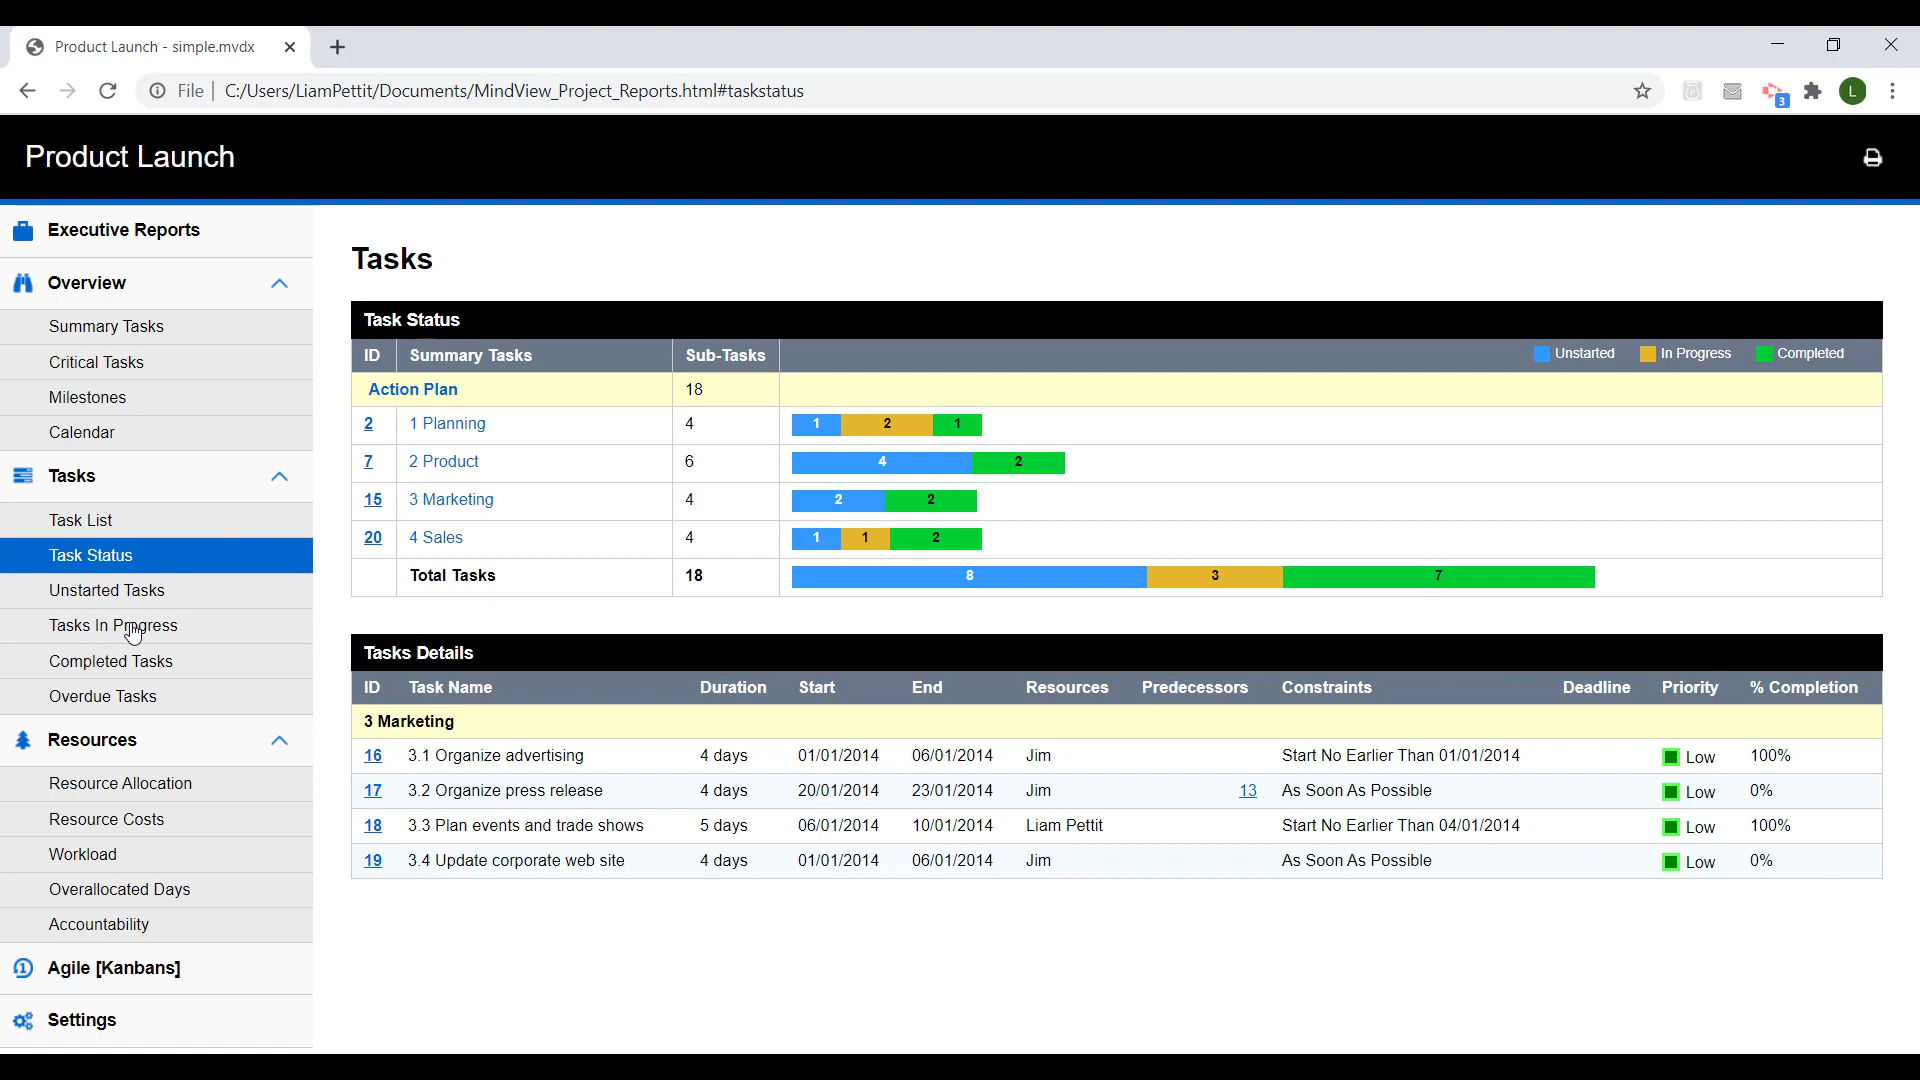 Product Launch - simple.mvdx
File C:/Users/LiamPettit/Documents/MindView_Project_Reports.html#taskstatus
3
L
Product Launch
Executive Reports
Overview
Summary Tasks
Critical Tasks
Milestones
Calendar
Tasks
Task List
Task Status
Unstarted Tasks
Tasks In Progress
Completed Tasks
Overdue Tasks
Resources
Resource Allocation
Resource Costs
Workload
Overallocated Days
Accountability
Agile [Kanbans]
Settings
Tasks
Task Status
ID Summary Tasks Sub-Tasks Unstarted In Progress Completed
Action Plan 18
2 1 Planning 4 1 2 1
7 2 Product 6 4 2
15 3 Marketing 4 2 2
20 4 Sales 4 1 1 2
Total Tasks 18 8 3 7
Tasks Details
ID Task Name Duration Start End Resources Predecessors Constraints Deadline Priority % Completion
3 Marketing
16 3.1 Organize advertising 4 days 01/01/2014 06/01/2014 Jim Start No Earlier Than 01/01/2014 Low 100%
17 3.2 Organize press release 4 days 20/01/2014 23/01/2014 Jim 13 As Soon As Possible Low 0%
18 3.3 Plan events and trade shows 5 days 06/01/2014 10/01/2014 Liam Pettit Start No Earlier Than 04/01/2014 Low 100%
19 3.4 Update corporate web site 4 days 01/01/2014 06/01/2014 Jim As Soon As Possible Low 0%